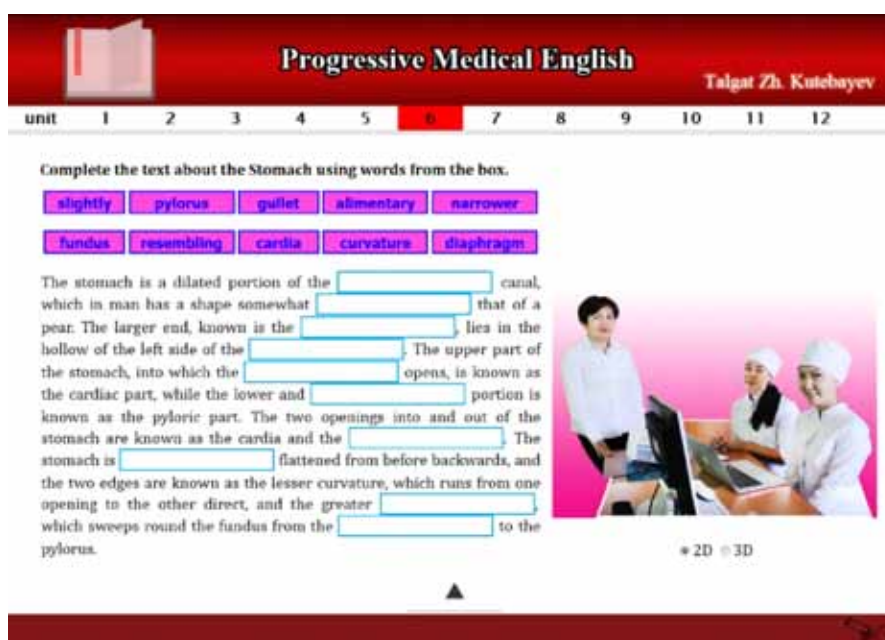 Progressive Medical English
Talgat Zh. Kutebayev
unit 1 2 3 4 5 6 7 8 9 10 11 12
Complete the text about the Stomach using words from the box.
slightly pylorus gullet alimentary narrower
fundus resembling cardia curvature diaphragm
The stomach is a dilated portion of the canal,
which in man has a shape somewhat that of a
pear. The larger end, known is the , lies in the
hollow of the left side of the . The upper part of
the stomach, into which the opens, is known as
the cardiac part, while the lower and portion is
known as the pyloric part. The two openings into and out of the
stomach are known as the cardia and the . The
stomach is flattened from before backwards, and
the two edges are known as the lesser curvature, which runs from one
opening to the other direct, and the greater ,
which sweeps round the fundus from the to the
pylorus.
2D 3D